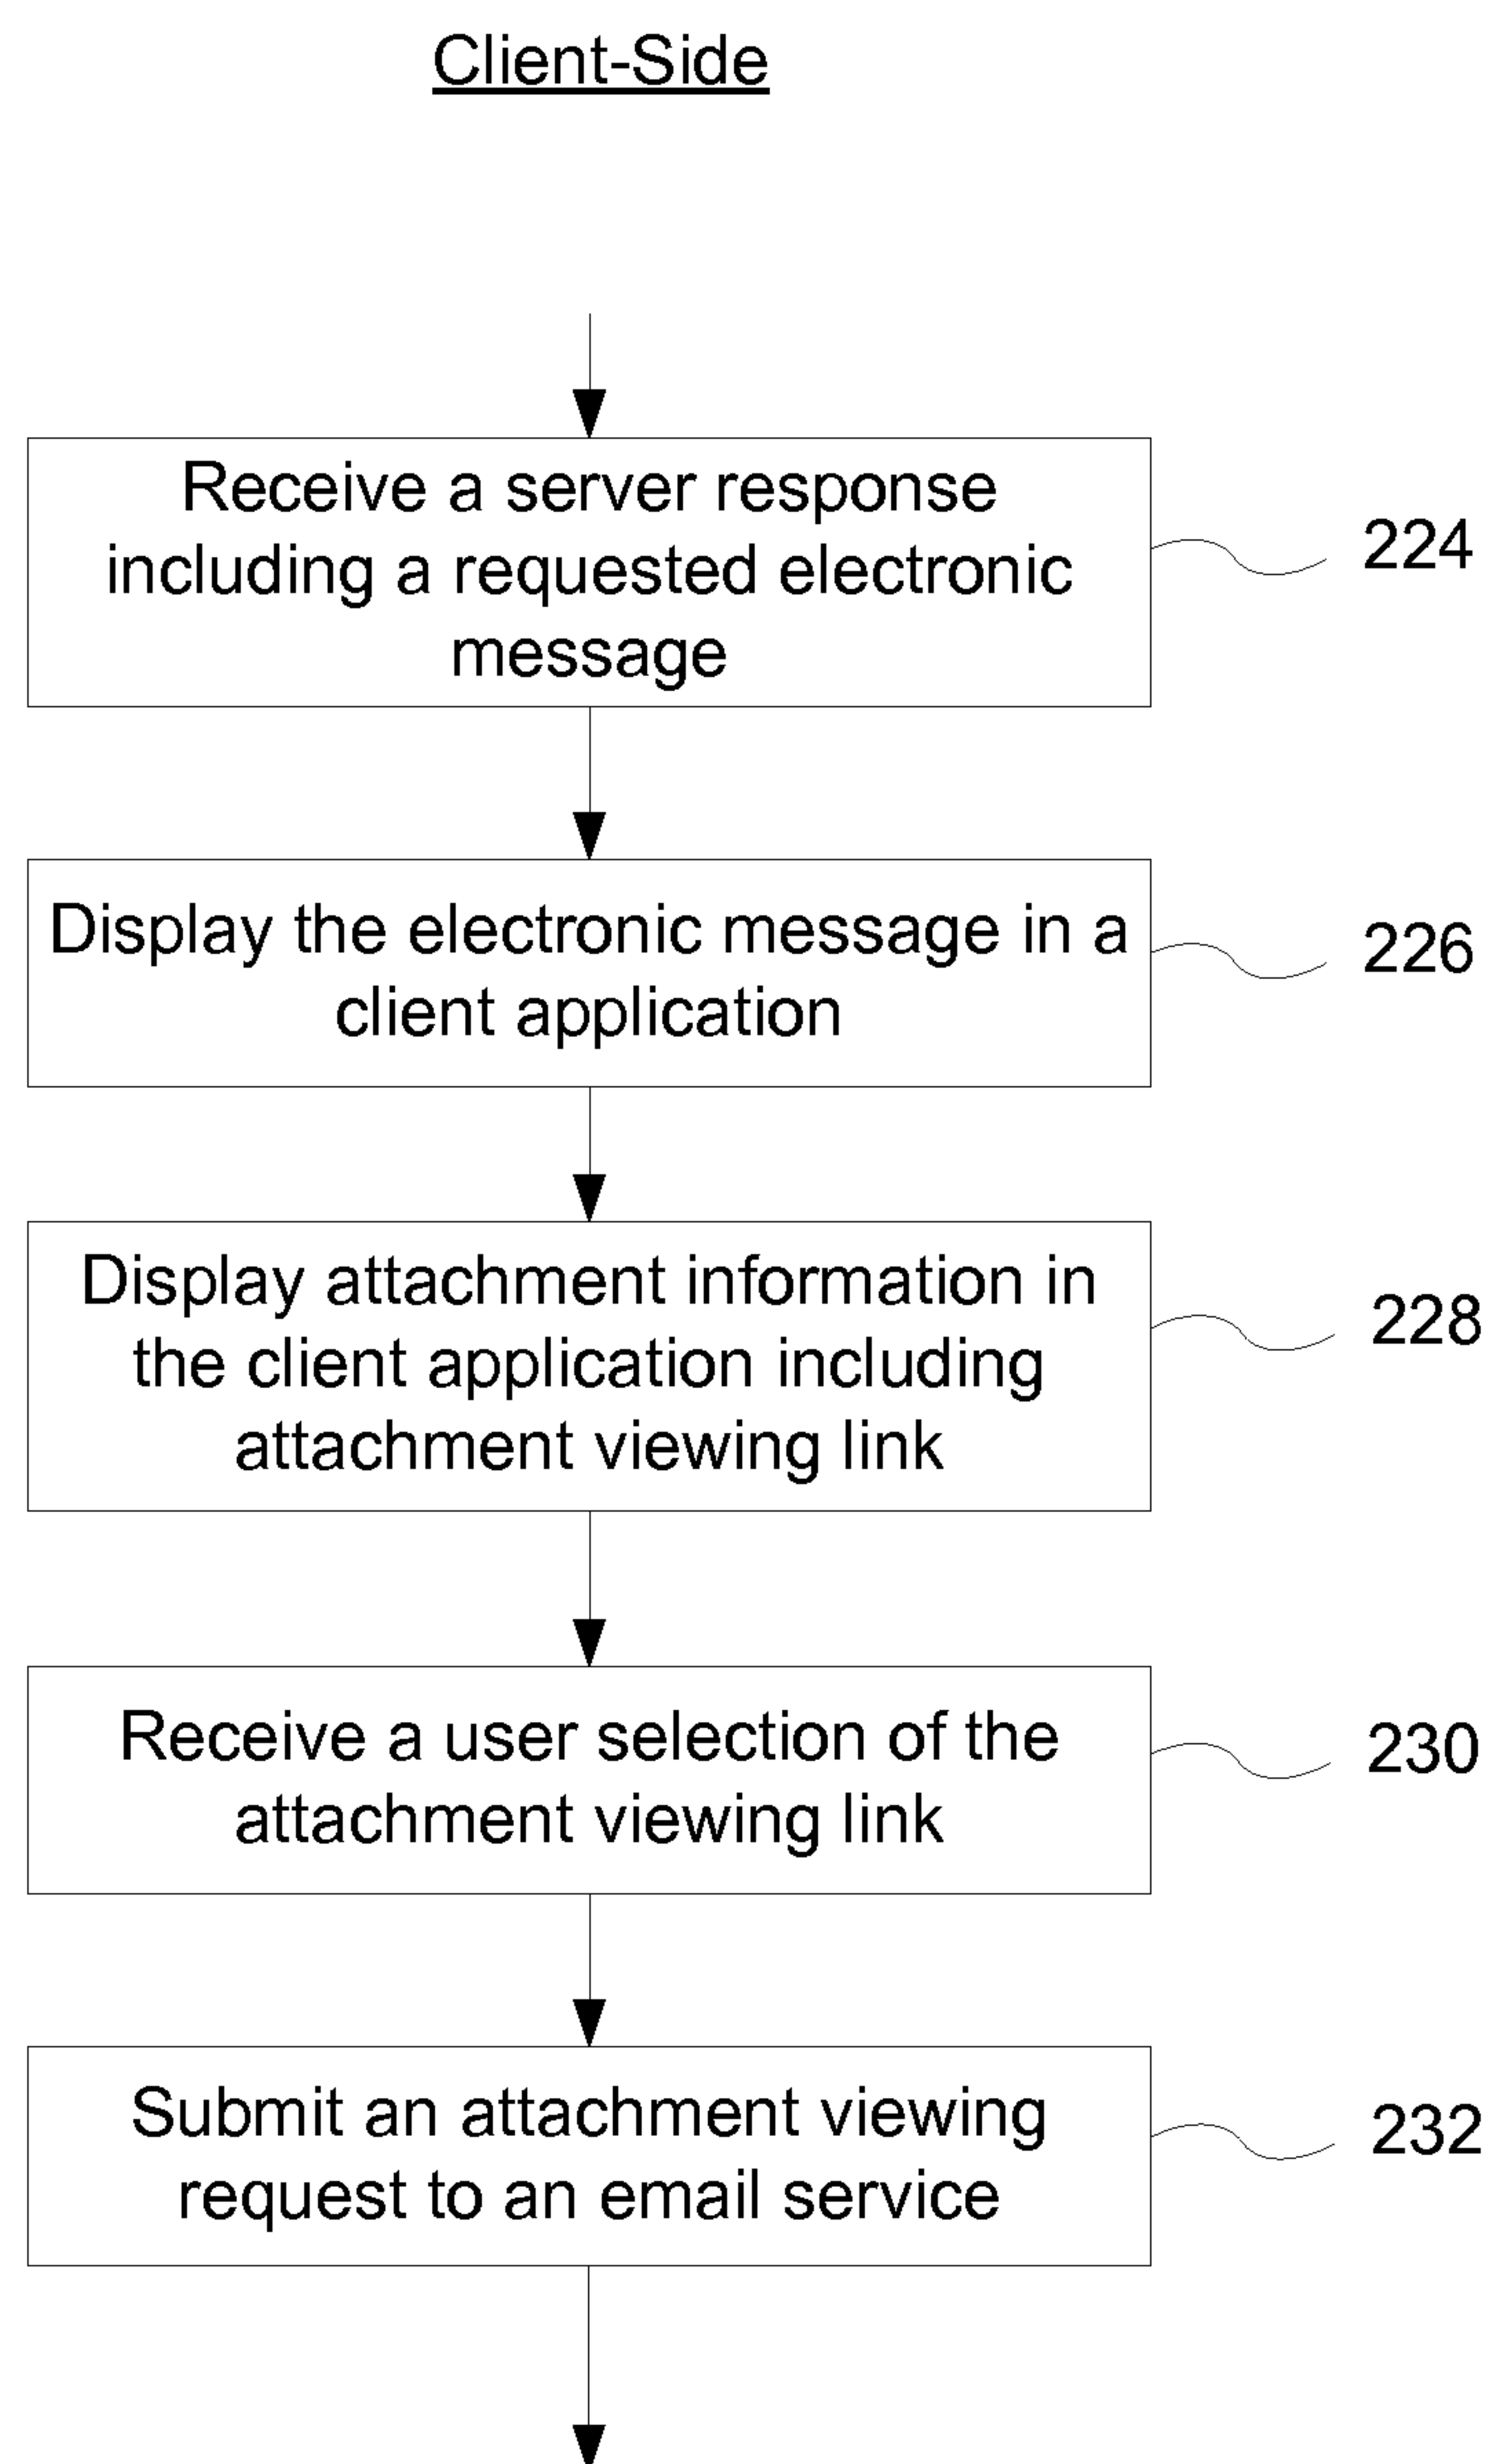 Client-Side
Receive a server response
including a requested electronic
message
224
Display the electronic message in a
client application
226
Display attachment information in
the client application including
attachment viewing link
228
Receive a user selection of the
attachment viewing link
230
Submit an attachment viewing
request to an email service
232